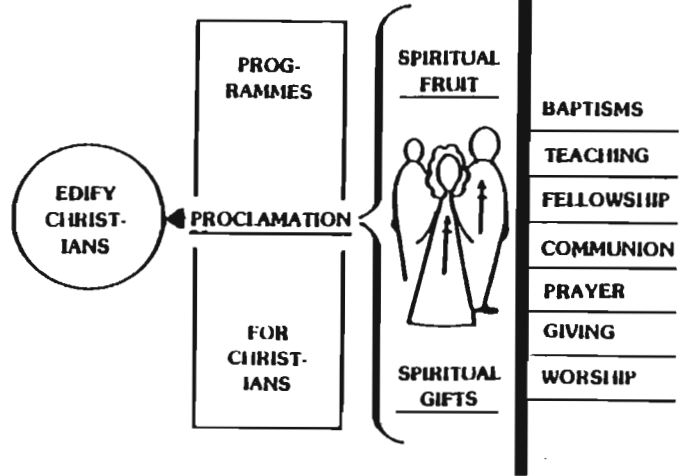 EDIFY
CHRIST-
IANS
PROG-
RAMMES
PROCLAMATION
FOR
CHRIST-
IANS
SPIRITUAL
FRUIT
SPIRITUAL
GIFTS
BAPTISMS
TEACHING
FELLOWSHIP
COMMUNION
PRAYER
GIVING
WORSHIP